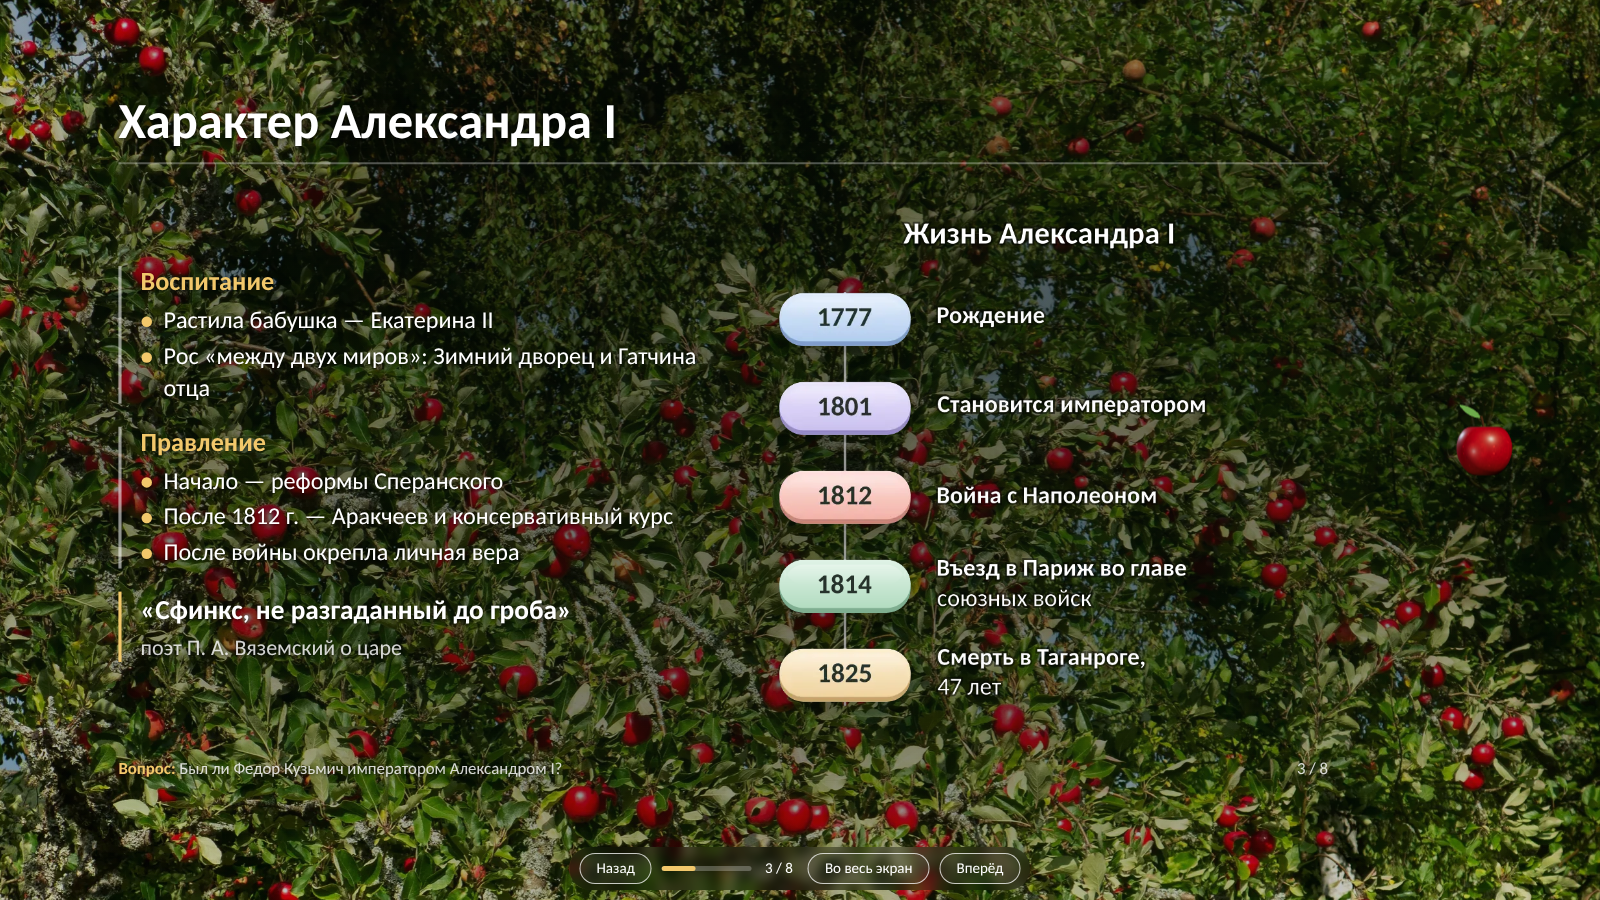 Характер Александра I
Воспитание
Растила бабушка — Екатерина II
Рос «между двух миров»: Зимний дворец и Гатчина
отца
Правление
Начало — реформы Сперанского
После 1812 г. — Аракчеев и консервативный курс
После войны окрепла личная вера
«Сфинкс, не разгаданный до гроба»
поэт П. А. Вяземский о царе
Жизнь Александра I
1777 Рождение
1801 Становится императором
1812 Война с Наполеоном
1814 Въезд в Париж во главе
союзных войск
1825 Смерть в Таганроге,
47 лет
Вопрос: Был ли Федор Кузьмич императором Александром I?
3 / 8
Назад 3 / 8 Во весь экран Вперёд